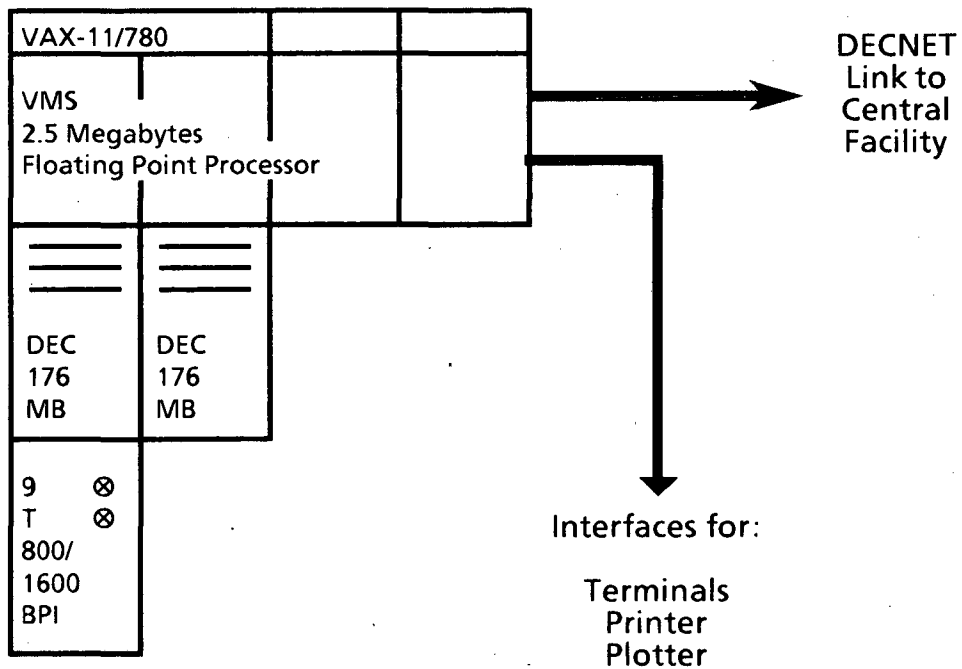 VAX-11/780
VMS
2.5 Megabytes
Floating Point Processor
DECNET
Link to
Central
Facility
DEC
176
MB
DEC
176
MB
9
T
800/
1600
BPI
Interfaces for:
Terminals
Printer
Plotter